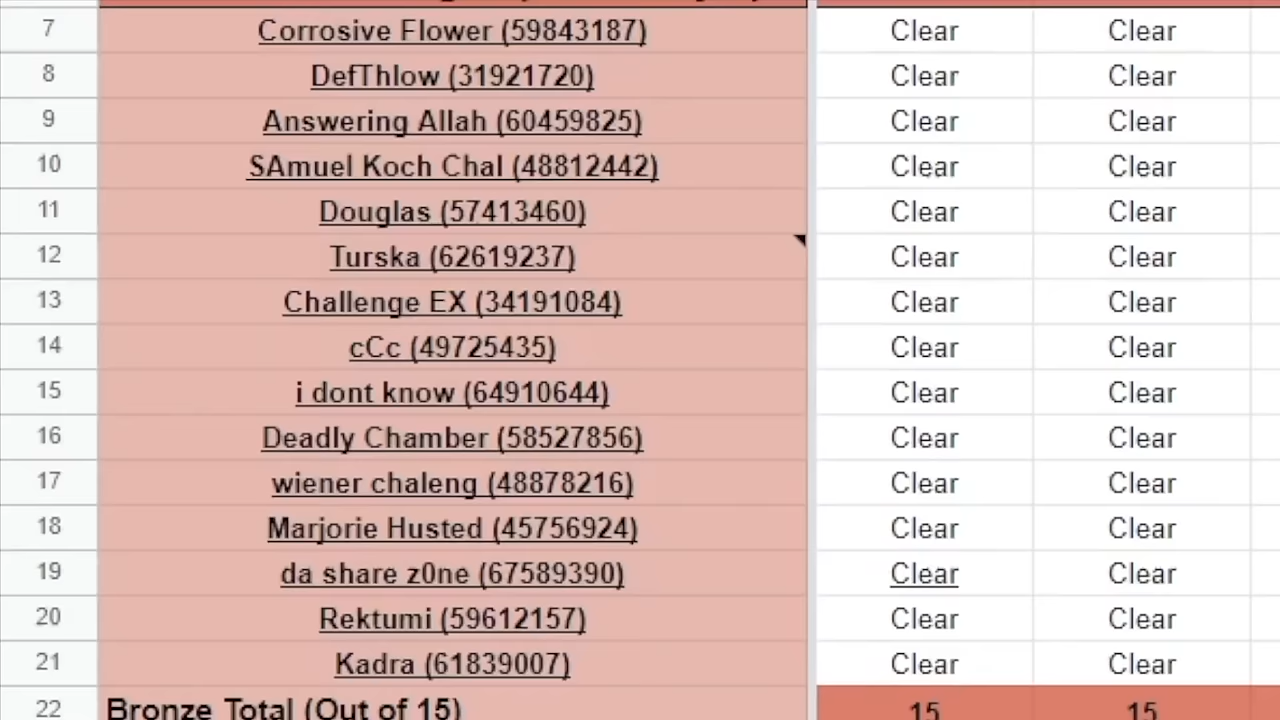 7 Corrosive Flower (59843187) Clear Clear
8 DefThlow (31921720) Clear Clear
9 Answering Allah (60459825) Clear Clear
10 SAmuel Koch Chal (48812442) Clear Clear
11 Douglas (57413460) Clear Clear
12 Turska (62619237) Clear Clear
13 Challenge EX (34191084) Clear Clear
14 cCc (49725435) Clear Clear
15 i dont know (64910644) Clear Clear
16 Deadly Chamber (58527856) Clear Clear
17 wiener chaleng (48878216) Clear Clear
18 Marjorie Husted (45756924) Clear Clear
19 da share z0ne (67589390) Clear Clear
20 Rektumi (59612157) Clear Clear
21 Kadra (61839007) Clear Clear
22 Bronze Total (Out of 15) 15 15